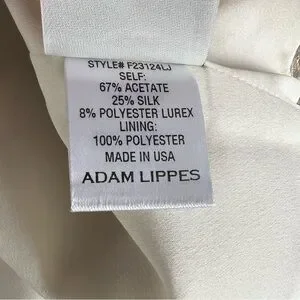 STYLE# F23124LJ
SELF:
67% ACETATE
25% SILK
8% POLYESTER LUREX
LINING:
100% POLYESTER
MADE IN USA
ADAM LIPPES